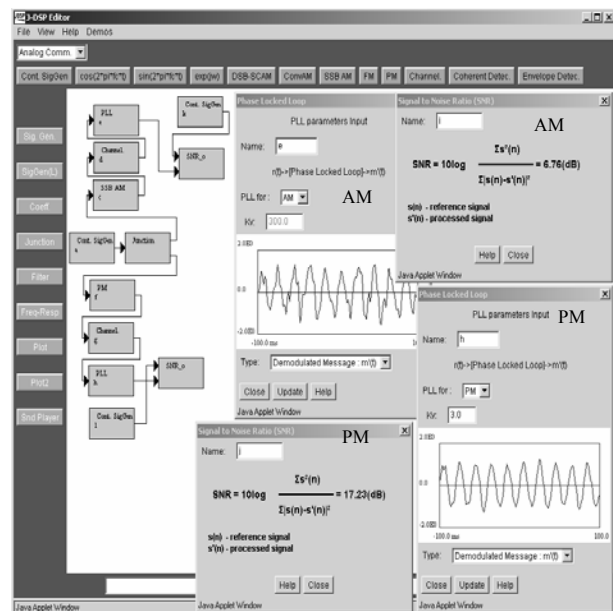 J-DSP Editor
File View Help Demos
Analog Comm.
Cont. SigGen cos(2*pi*fc*t) sin(2*pi*fc*t) exp(jw) DSB-SCAM ConvAM SSB AM FM PM Channel. Coherent Detec. Envelope Detec.
Sig. Gen.
SigGen(L)
Coeff
Junction
Filter
Freq-Resp
Plot
Plot2
Snd Player
PLL
e
Channel
d
SSB AM
Cont. SigGen
k
SNR_o
Cont. SigGen
Junction
PM
f
Channel
g
PLL
h
SNR_o
Cont. SigGen
l
Phase Locked Loop
PLL parameters Input
Name: e
r(t)->[Phase Locked Loop]->m'(t)
PLL for : AM
AM
Kv: 300.0
2.0E0
0.0
-2.0E0
-100.0 ms
Type: Demodulated Message : m'(t)
Close Update Help
Java Applet Window
Signal to Noise Ratio (SNR)
Name: i
AM
SNR = 10log Σs²(n) / Σ|s(n)-s'(n)|² = 6.76(dB)
s(n) - reference signal
s'(n) - processed signal
Help Close
Java Applet Window
Phase Locked Loop
PLL parameters Input
PM
Name: h
r(t)->[Phase Locked Loop]->m'(t)
PLL for : PM
Kv: 3.0
2.0E0
0.0
-2.0E0
-100.0 ms 100.0
Type: Demodulated Message : m'(t)
Close Update Help
Java Applet Window
Signal to Noise Ratio (SNR)
PM
Name: j
SNR = 10log Σs²(n) / Σ|s(n)-s'(n)|² = 17.23(dB)
s(n) - reference signal
s'(n) - processed signal
Help Close
Java Applet Window
Java Applet Window